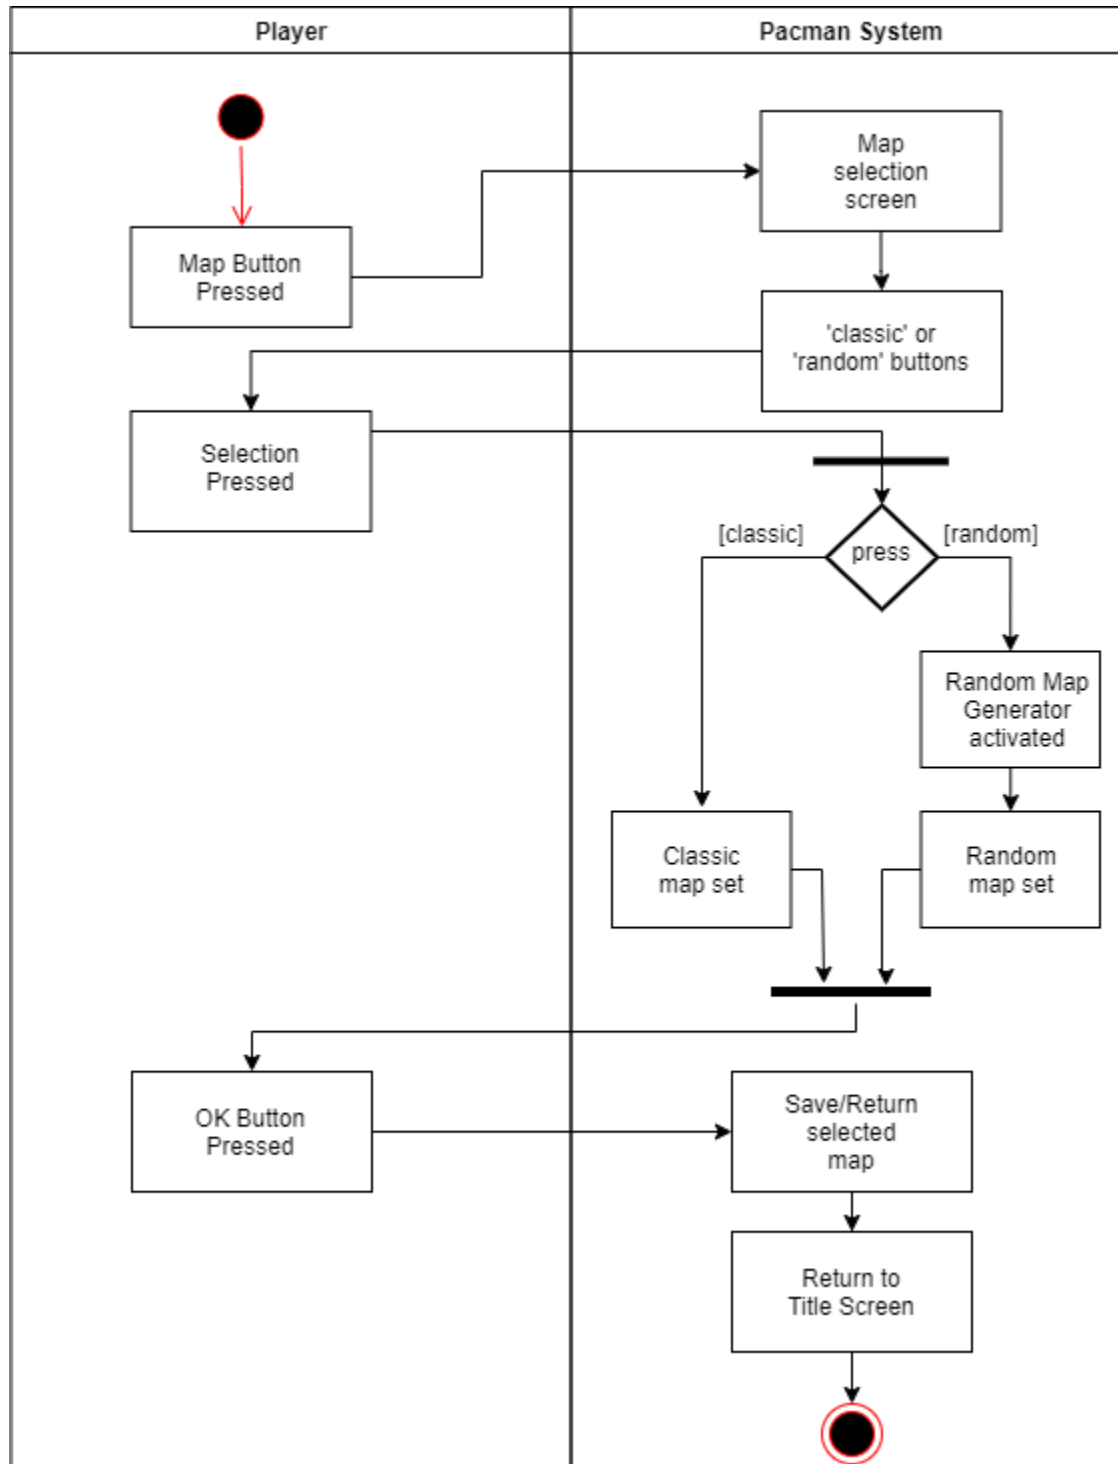 Player
Pacman System
Map
selection
screen
Map Button
Pressed
'classic' or
'random' buttons
Selection
Pressed
[classic]
press
[random]
Random Map
Generator
activated
Classic
map set
Random
map set
OK Button
Pressed
Save/Return
selected
map
Return to
Title Screen